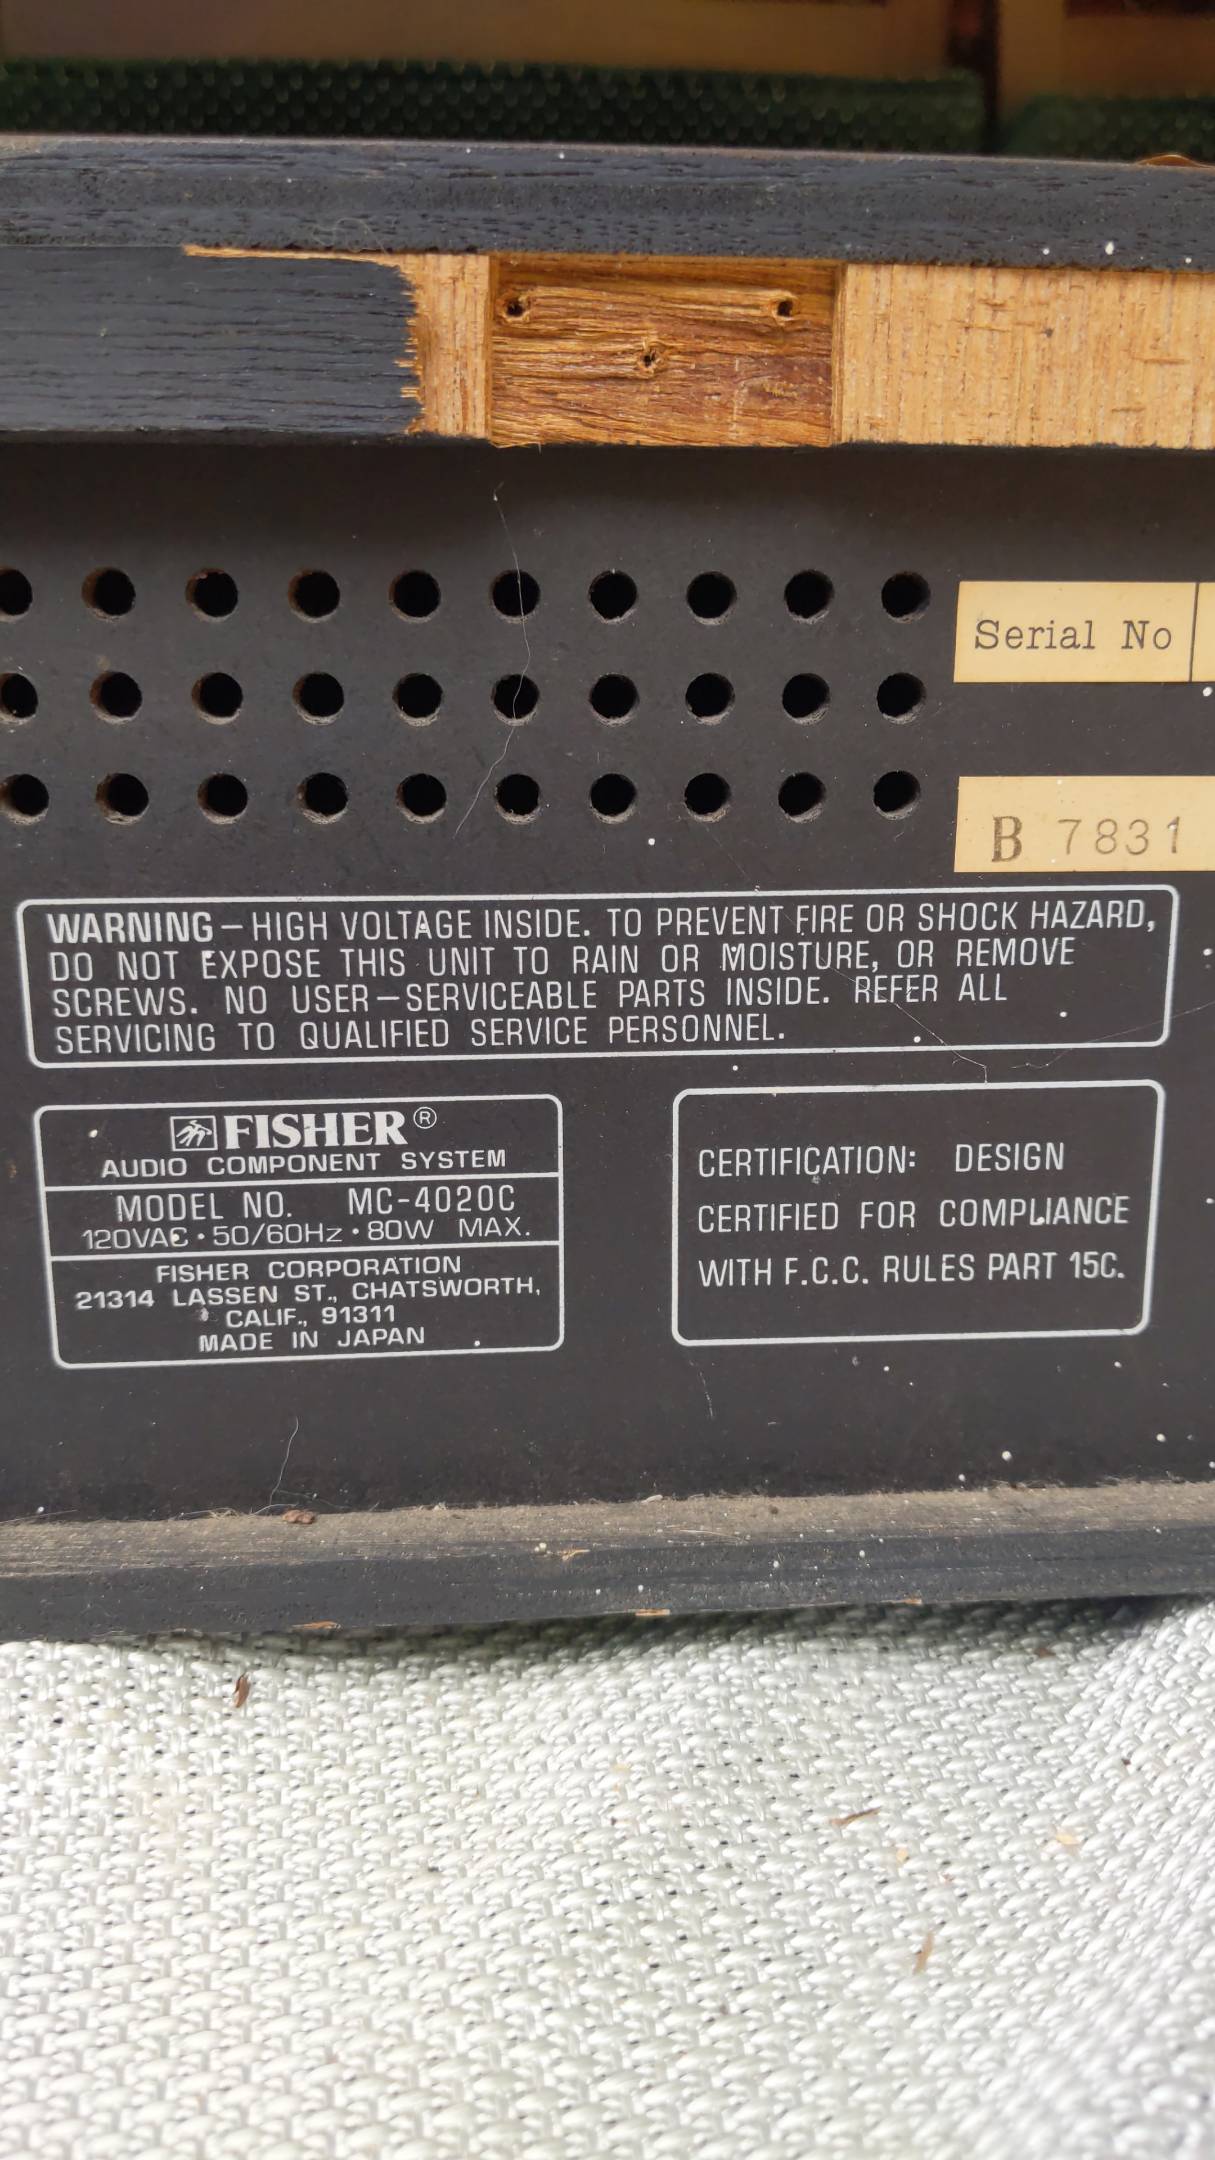 Serial No
B 7831
WARNING–HIGH VOLTAGE INSIDE. TO PREVENT FIRE OR SHOCK HAZARD,
DO NOT EXPOSE THIS UNIT TO RAIN OR MOISTURE, OR REMOVE
SCREWS. NO USER–SERVICEABLE PARTS INSIDE. REFER ALL
SERVICING TO QUALIFIED SERVICE PERSONNEL.
FISHER®
AUDIO COMPONENT SYSTEM
MODEL NO. MC-4020C
120VAC • 50/60Hz • 80W MAX.
FISHER CORPORATION
21314 LASSEN ST., CHATSWORTH,
CALIF., 91311
MADE IN JAPAN
CERTIFICATION: DESIGN
CERTIFIED FOR COMPLIANCE
WITH F.C.C. RULES PART 15C.